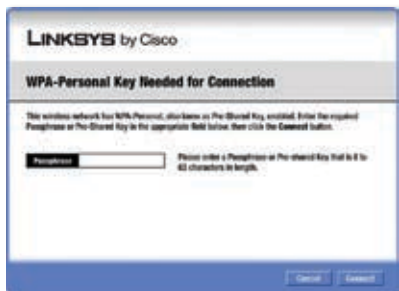 LINKSYS by Cisco
WPA-Personal Key Needed for Connection
This wireless network has WPA-Personal, also known as Pre-Shared Key, enabled. Enter the required
Passphrase or Pre-Shared Key in the appropriate field below, then click the Connect button.
Passphrase
Please enter a Passphrase or Pre-shared Key that is 8 to
63 characters in length.
Cancel
Connect